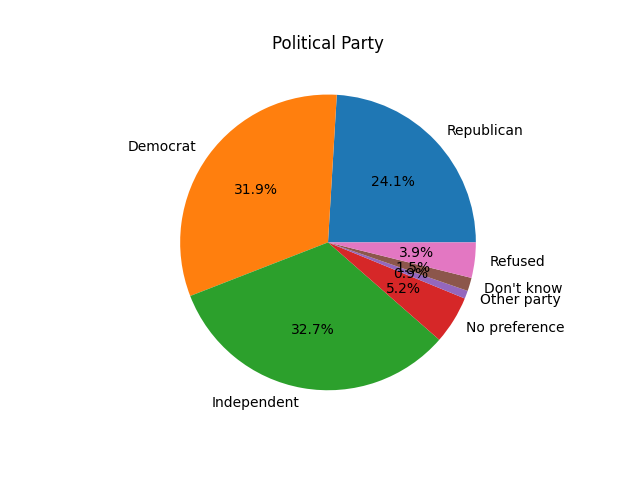 Political Party
Republican
24.1%
Democrat
31.9%
Independent
32.7%
No preference
5.2%
Other party
0.9%
Don't know
1.5%
Refused
3.9%